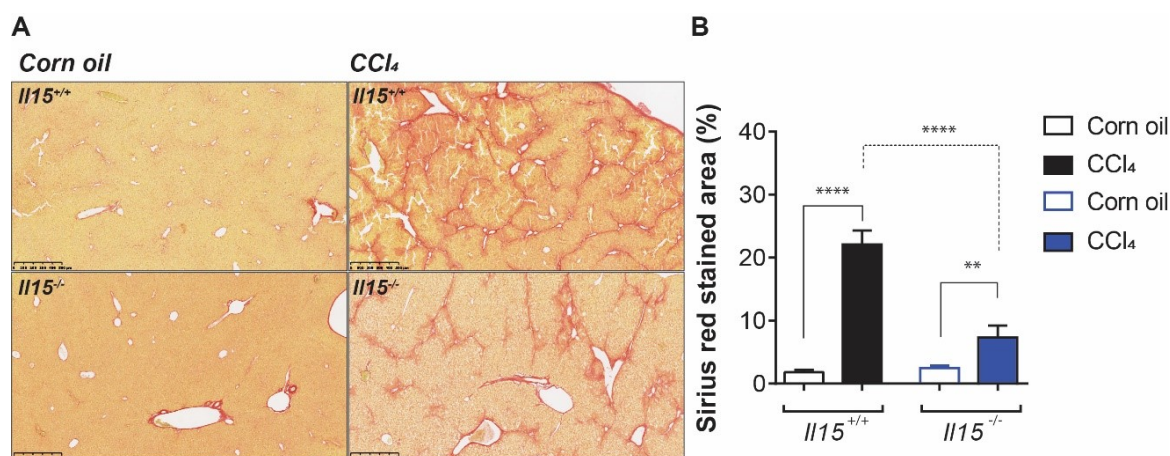 A
Corn oil
CCl₄
Il15+/+
Il15+/+
Il15-/-
Il15-/-
B
Sirius red stained area (%)
40
30
20
10
0
****
****
**
Corn oil
CCl₄
Corn oil
CCl₄
Il15 +/+
Il15 -/-